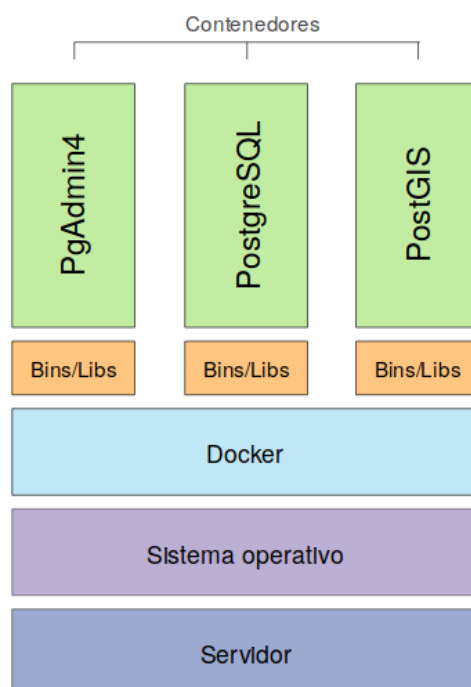 Contenedores
PgAdmin4
PostgreSQL
PostGIS
Bins/Libs
Bins/Libs
Bins/Libs
Docker
Sistema operativo
Servidor